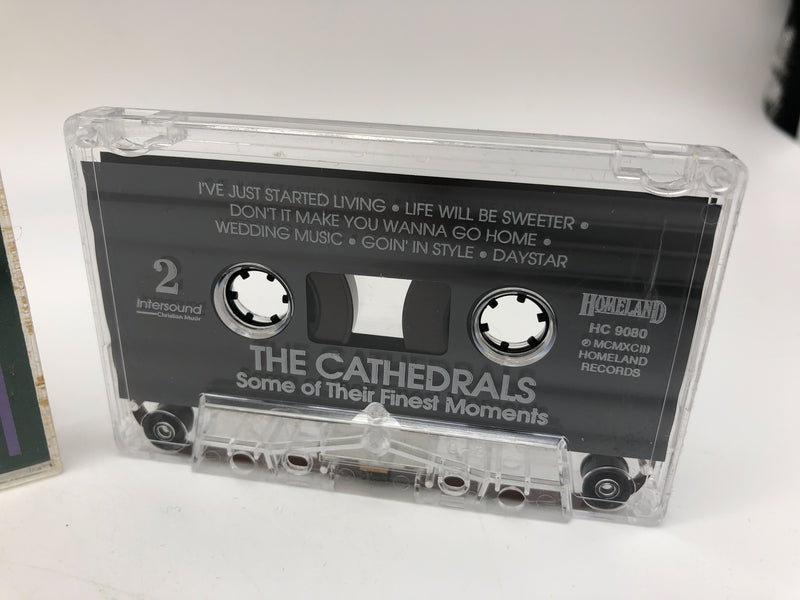 I'VE JUST STARTED LIVING • LIFE WILL BE SWEETER •
DON'T IT MAKE YOU WANNA GO HOME •
WEDDING MUSIC • GOIN' IN STYLE • DAYSTAR
2
Intersound
Christian Music
HOMELAND
HC 9080
℗ MCMXCIII
HOMELAND
RECORDS
THE CATHEDRALS
Some of Their Finest Moments